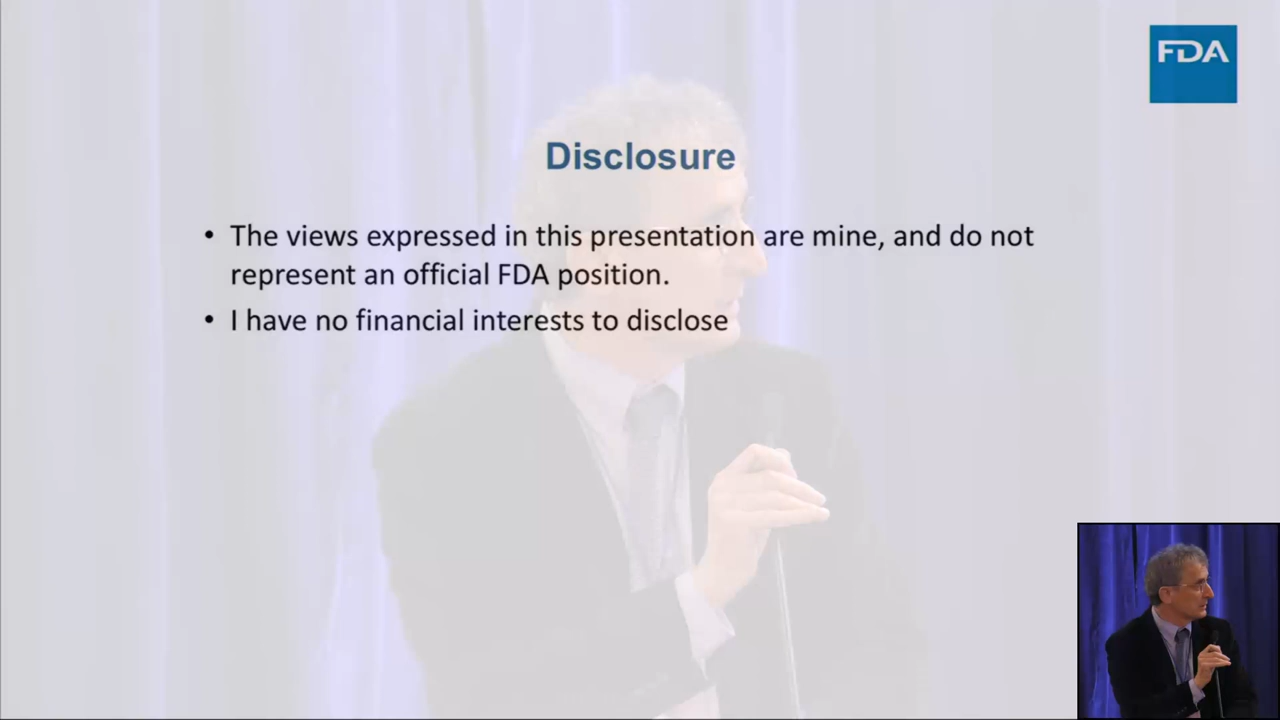 FDA
Disclosure
• The views expressed in this presentation are mine, and do not
represent an official FDA position.
• I have no financial interests to disclose